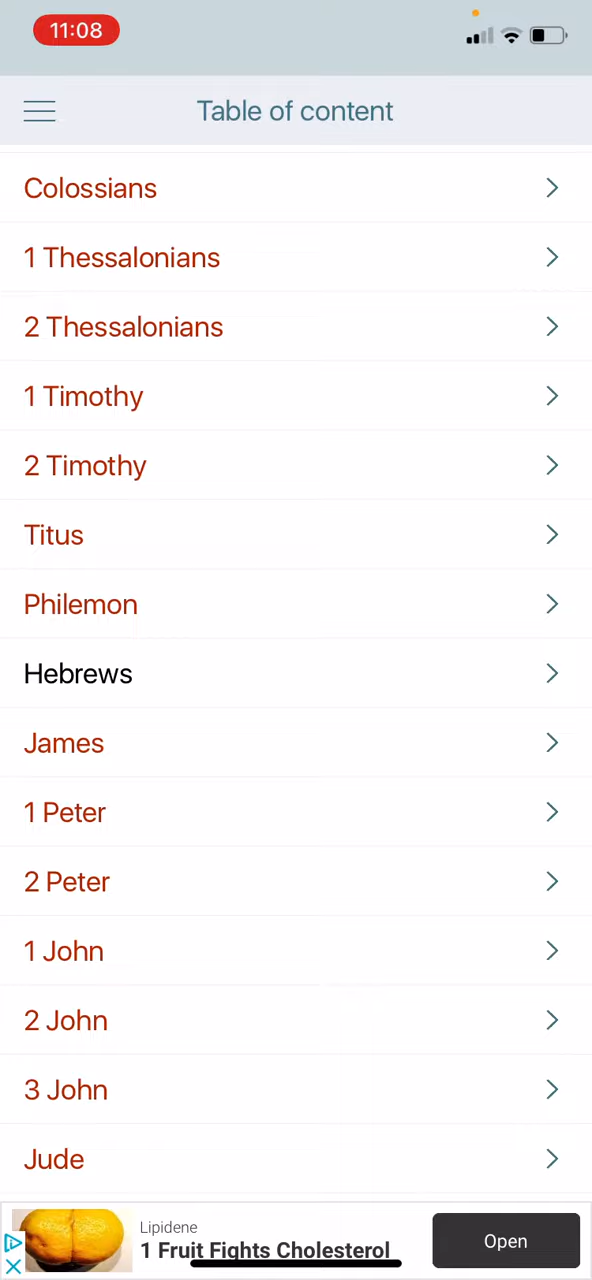 11:08
Table of content
Colossians
1 Thessalonians
2 Thessalonians
1 Timothy
2 Timothy
Titus
Philemon
Hebrews
James
1 Peter
2 Peter
1 John
2 John
3 John
Jude
Lipidene
1 Fruit Fights Cholesterol
Open